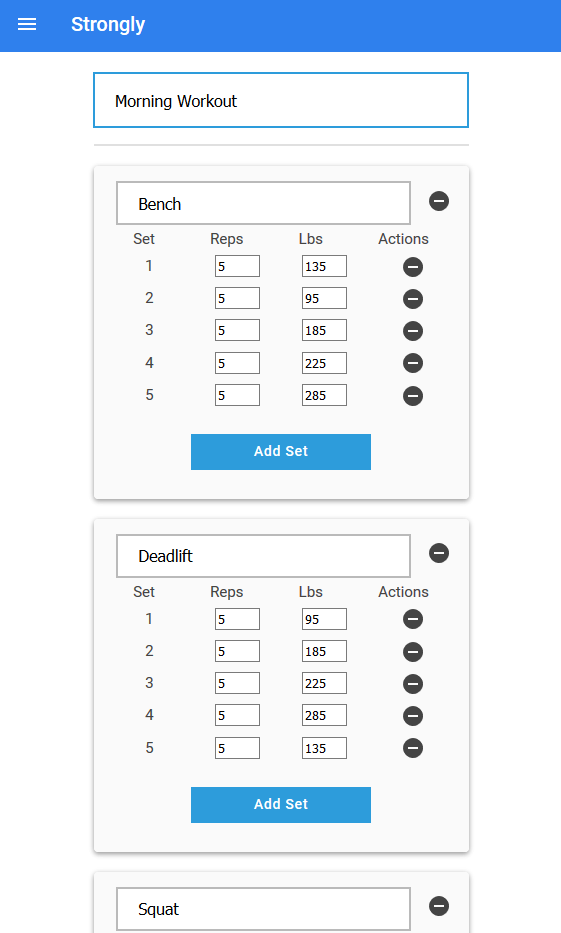 Strongly
Morning Workout
Bench
Set Reps Lbs Actions
1 5 135
2 5 95
3 5 185
4 5 225
5 5 285
Add Set
Deadlift
Set Reps Lbs Actions
1 5 95
2 5 185
3 5 225
4 5 285
5 5 135
Add Set
Squat